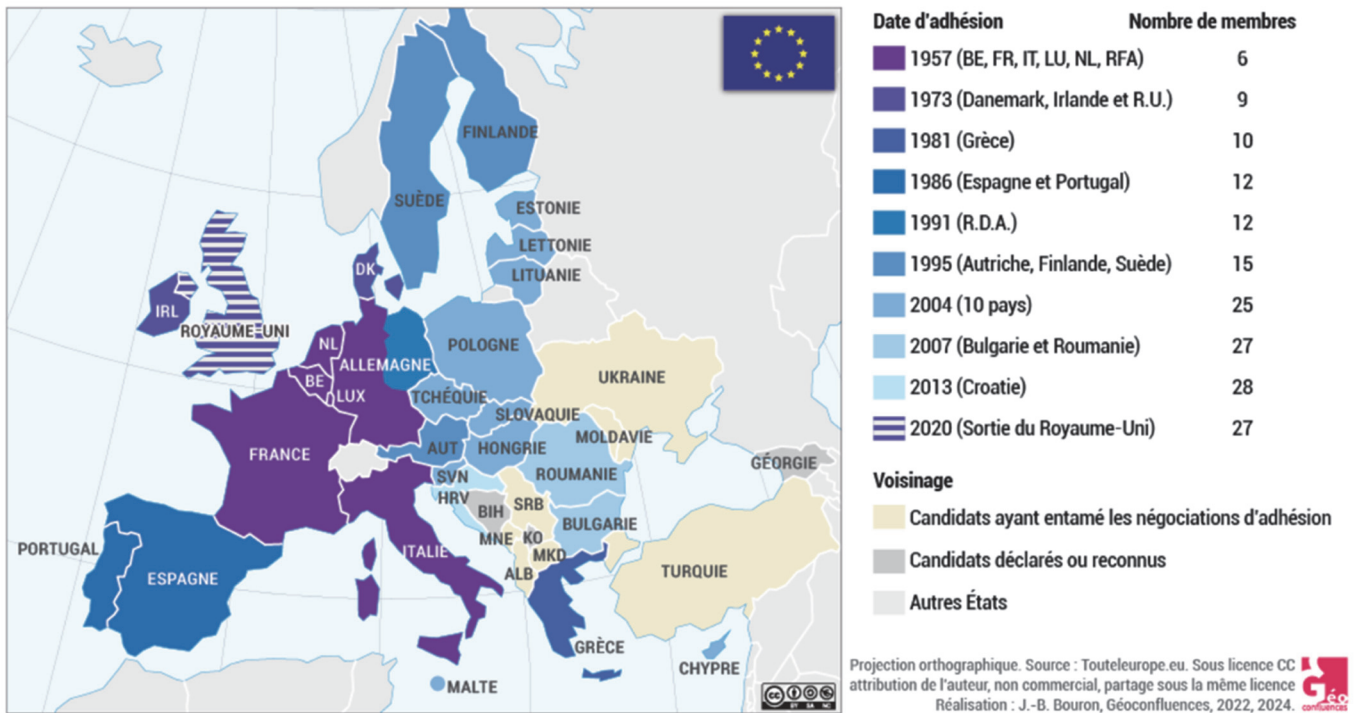 FINLANDE
SUÈDE
ESTONIE
LETTONIE
LITUANIE
DK
IRL
ROYAUME-UNI
NL
ALLEMAGNE
POLOGNE
BE
LUX
TCHÉQUIE
UKRAINE
SLOVAQUIE
FRANCE
AUT
HONGRIE
MOLDAVIE
SVN
ROUMANIE
GÉORGIE
HRV
BIH
SRB
BULGARIE
PORTUGAL
ITALIE
MNE
KO
MKD
ESPAGNE
ALB
TURQUIE
GRÈCE
CHYPRE
MALTE
cc
BY SA NC
Date d'adhésion Nombre de membres
1957 (BE, FR, IT, LU, NL, RFA) 6
1973 (Danemark, Irlande et R.U.) 9
1981 (Grèce) 10
1986 (Espagne et Portugal) 12
1991 (R.D.A.) 12
1995 (Autriche, Finlande, Suède) 15
2004 (10 pays) 25
2007 (Bulgarie et Roumanie) 27
2013 (Croatie) 28
2020 (Sortie du Royaume-Uni) 27
Voisinage
Candidats ayant entamé les négociations d'adhésion
Candidats déclarés ou reconnus
Autres États
Projection orthographique. Source : Touteleurope.eu. Sous licence CC
attribution de l'auteur, non commercial, partage sous la même licence
Réalisation : J.-B. Bouron, Géoconfluences, 2022, 2024.
Géo
confluences